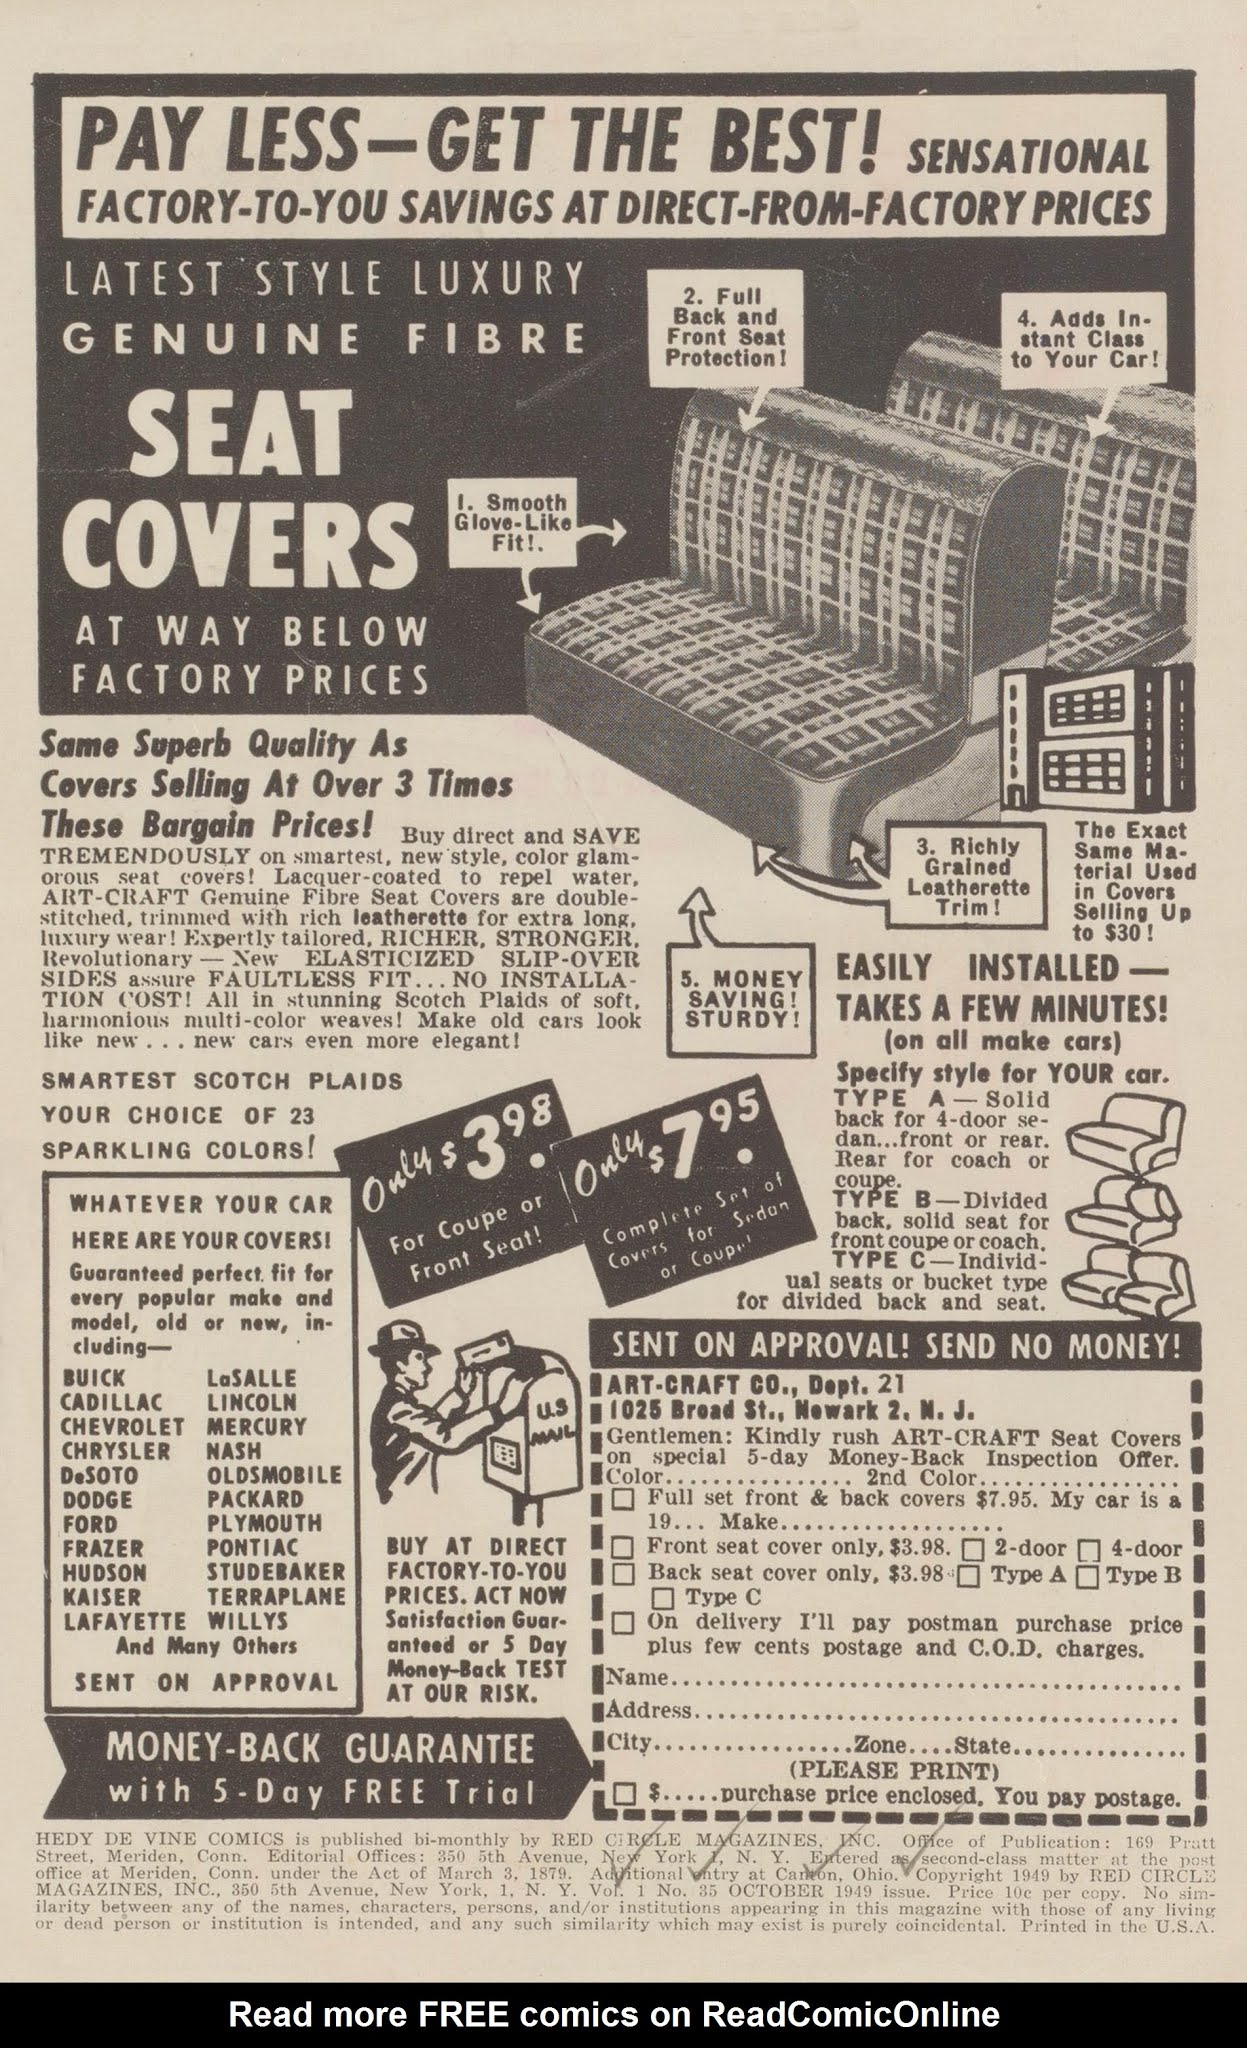 PAY LESS—GET THE BEST! SENSATIONAL
FACTORY-TO-YOU SAVINGS AT DIRECT-FROM-FACTORY PRICES
LATEST STYLE LUXURY
GENUINE FIBRE
SEAT
COVERS
AT WAY BELOW
FACTORY PRICES
1. Smooth
Glove-Like
Fit!.
2. Full
Back and
Front Seat
Protection!
4. Adds In-
stant Class
to Your Car!
3. Richly
Grained
Leatherette
Trim!
The Exact
Same Ma-
terial Used
in Covers
Selling Up
to $30!
5. MONEY
SAVING!
STURDY!
Same Superb Quality As
Covers Selling At Over 3 Times
These Bargain Prices! Buy direct and SAVE
TREMENDOUSLY on smartest, new style, color glam-
orous seat covers! Lacquer-coated to repel water,
ART-CRAFT Genuine Fibre Seat Covers are double-
stitched, trimmed with rich leatherette for extra long,
luxury wear! Expertly tailored, RICHER, STRONGER,
Revolutionary — New ELASTICIZED SLIP-OVER
SIDES assure FAULTLESS FIT... NO INSTALLA-
TION COST! All in stunning Scotch Plaids of soft,
harmonious multi-color weaves! Make old cars look
like new . . . new cars even more elegant!
SMARTEST SCOTCH PLAIDS
YOUR CHOICE OF 23
SPARKLING COLORS!
Only $3.98
For Coupe or
Front Seat!
Only $7.95
Complete Set of
Covers for Sedan
or Coupe!
EASILY INSTALLED —
TAKES A FEW MINUTES!
(on all make cars)
Specify style for YOUR car.
TYPE A — Solid
back for 4-door se-
dan...front or rear.
Rear for coach or
coupe.
TYPE B—Divided
back, solid seat for
front coupe or coach.
TYPE C—Individ-
ual seats or bucket type
for divided back and seat.
WHATEVER YOUR CAR
HERE ARE YOUR COVERS!
Guaranteed perfect fit for
every popular make and
model, old or new, in-
cluding—
BUICK LaSALLE
CADILLAC LINCOLN
CHEVROLET MERCURY
CHRYSLER NASH
DeSOTO OLDSMOBILE
DODGE PACKARD
FORD PLYMOUTH
FRAZER PONTIAC
HUDSON STUDEBAKER
KAISER TERRAPLANE
LAFAYETTE WILLYS
And Many Others
SENT ON APPROVAL
U.S
MAIL
BUY AT DIRECT
FACTORY-TO-YOU
PRICES. ACT NOW
Satisfaction Guar-
anteed or 5 Day
Money-Back TEST
AT OUR RISK.
MONEY-BACK GUARANTEE
with 5-Day FREE Trial
SENT ON APPROVAL! SEND NO MONEY!
ART-CRAFT CO., Dept. 21
1025 Broad St., Newark 2, N. J.
Gentlemen: Kindly rush ART-CRAFT Seat Covers
on special 5-day Money-Back Inspection Offer.
Color................ 2nd Color.................
☐ Full set front & back covers $7.95. My car is a
19... Make...................
☐ Front seat cover only, $3.98. ☐ 2-door ☐ 4-door
☐ Back seat cover only, $3.98 ☐ Type A ☐ Type B
☐ Type C
☐ On delivery I'll pay postman purchase price
plus few cents postage and C.O.D. charges.
Name..........................................
Address........................................
City.................Zone....State...............
(PLEASE PRINT)
☐ $.....purchase price enclosed. You pay postage.
HEDY DE VINE COMICS is published bi-monthly by RED CIRCLE MAGAZINES, INC. Office of Publication: 169 Pratt
Street, Meriden, Conn. Editorial Offices: 350 5th Avenue, New York 1, N. Y. Entered as second-class matter at the post
office at Meriden, Conn. under the Act of March 3, 1879. Additional entry at Canton, Ohio. Copyright 1949 by RED CIRCLE
MAGAZINES, INC., 350 5th Avenue, New York, 1, N. Y. Vol. 1 No. 35 OCTOBER 1949 issue. Price 10c per copy. No sim-
ilarity between any of the names, characters, persons, and/or institutions appearing in this magazine with those of any living
or dead person or institution is intended, and any such similarity which may exist is purely coincidental. Printed in the U.S.A.
Read more FREE comics on ReadComicOnline